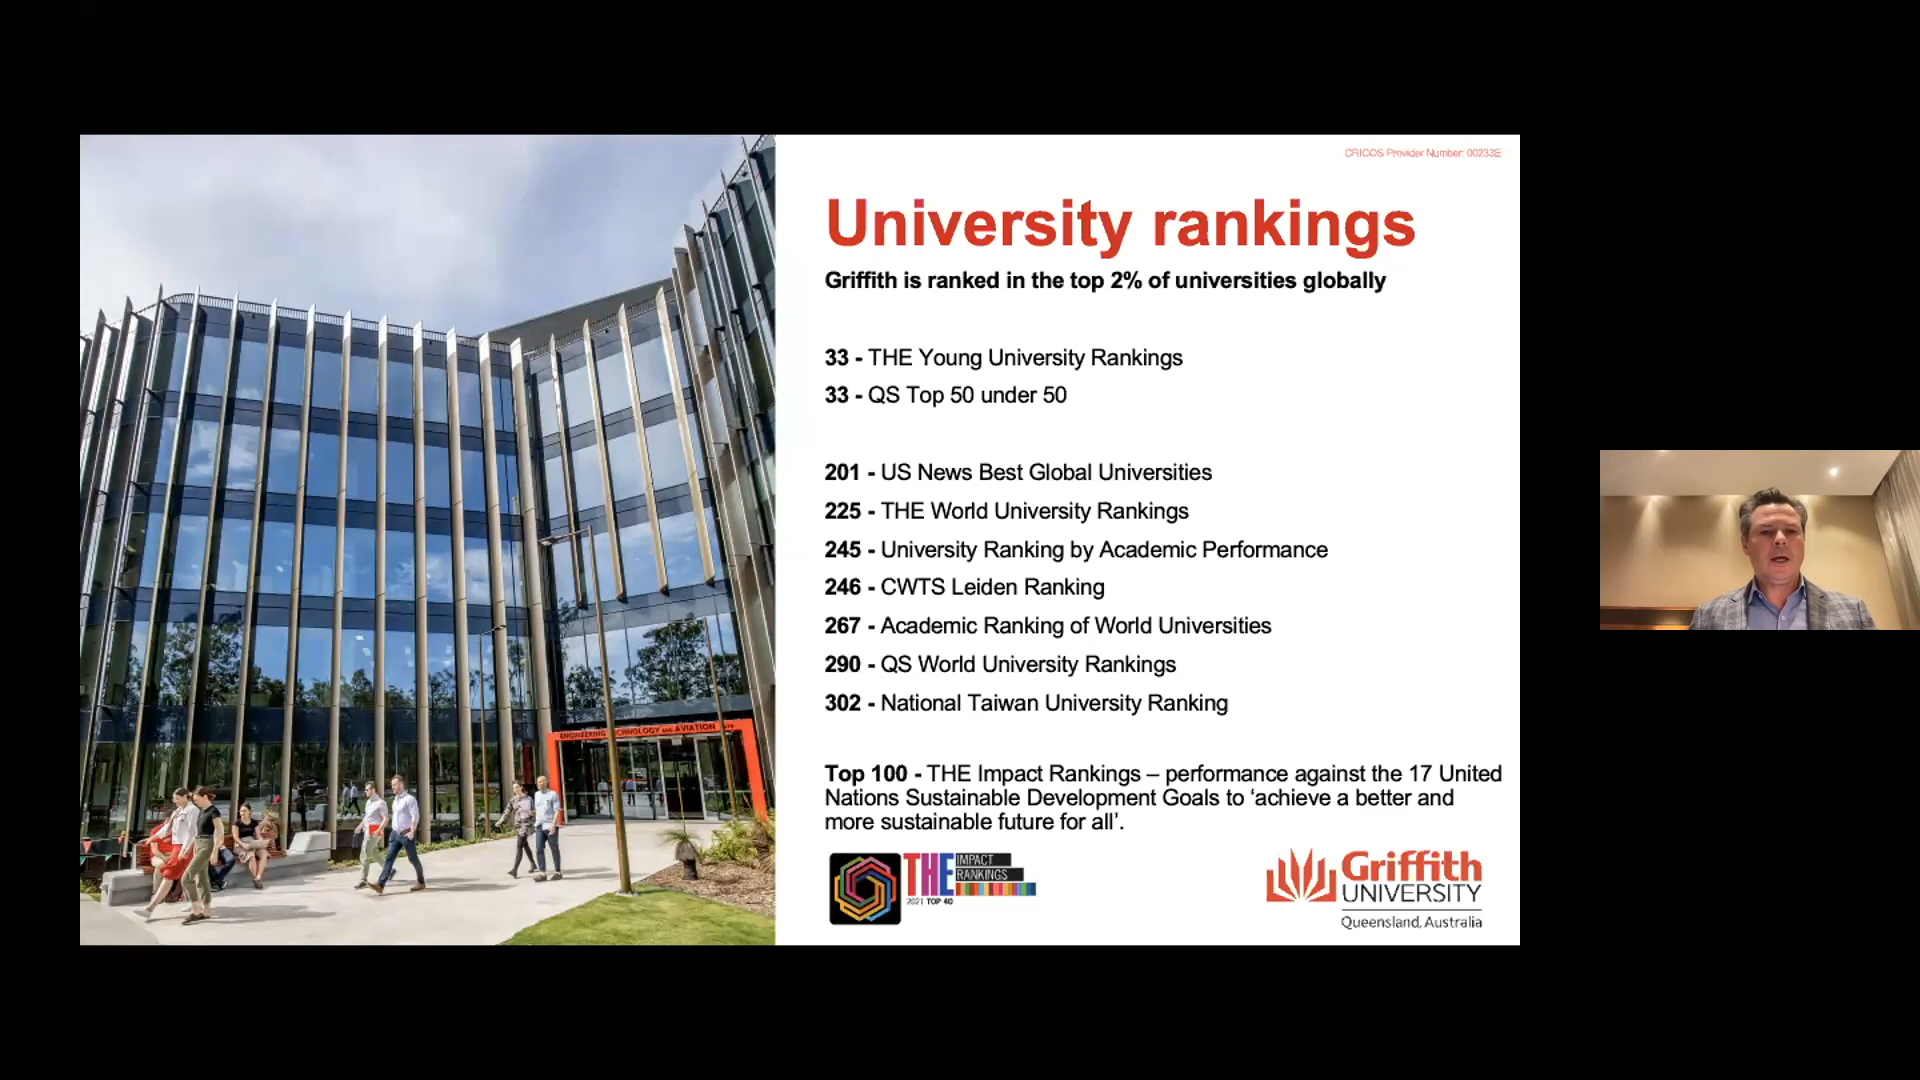 CRICOS Provider Number: 00233E
University rankings
Griffith is ranked in the top 2% of universities globally
33 - THE Young University Rankings
33 - QS Top 50 under 50
201 - US News Best Global Universities
225 - THE World University Rankings
245 - University Ranking by Academic Performance
246 - CWTS Leiden Ranking
267 - Academic Ranking of World Universities
290 - QS World University Rankings
302 - National Taiwan University Ranking
Top 100 - THE Impact Rankings – performance against the 17 United
Nations Sustainable Development Goals to ‘achieve a better and
more sustainable future for all’.
ENGINEERING TECHNOLOGY AND AVIATION
THE IMPACT
RANKINGS
2021 TOP 40
Griffith
UNIVERSITY
Queensland, Australia